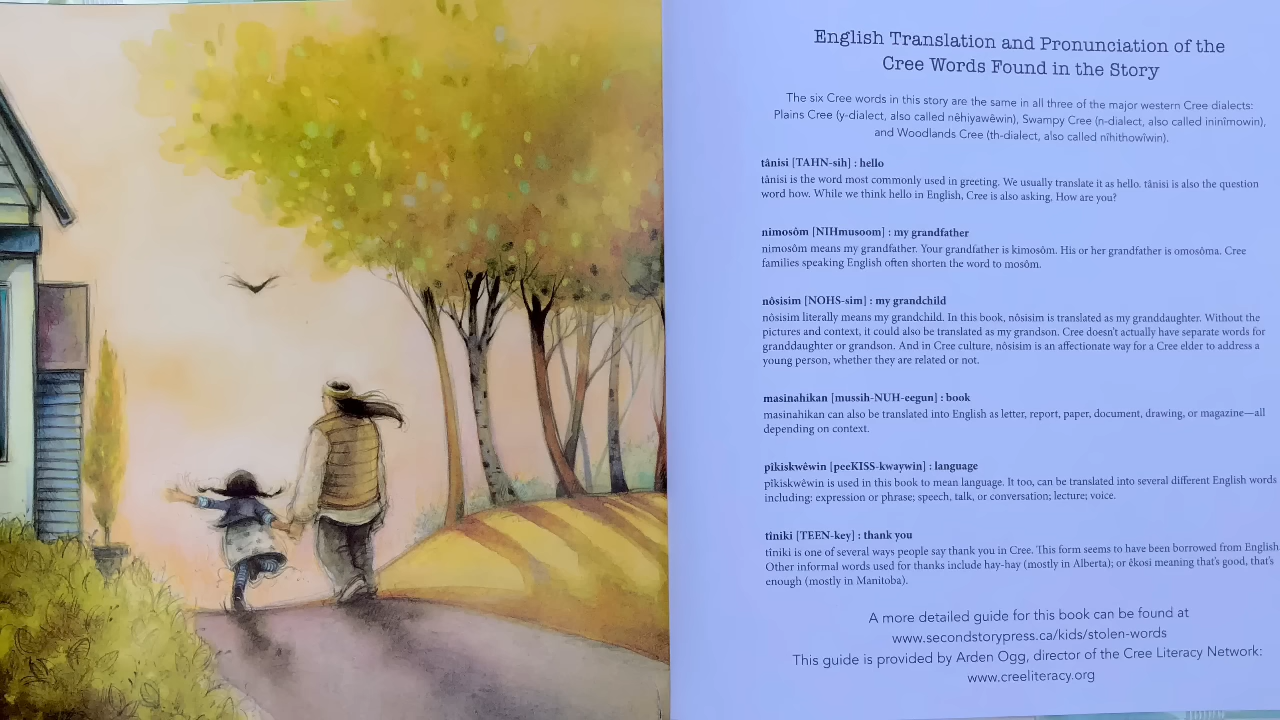 English Translation and Pronunciation of the
Cree Words Found in the Story
The six Cree words in this story are the same in all three of the major western Cree dialects:
Plains Cree (y-dialect, also called nêhiyawêwin), Swampy Cree (n-dialect, also called ininîmowin),
and Woodlands Cree (th-dialect, also called nîhithowîwin).
tânisi [TAHN-sih] : hello
tânisi is the word most commonly used in greeting. We usually translate it as hello. tânisi is also the question
word how. While we think hello in English, Cree is also asking, How are you?
nimosôm [NIHmusoom] : my grandfather
nimosôm means my grandfather. Your grandfather is kimosôm. His or her grandfather is omosôma. Cree
families speaking English often shorten the word to mosôm.
nôsisim [NOHS-sim] : my grandchild
nôsisim literally means my grandchild. In this book, nôsisim is translated as my granddaughter. Without the
pictures and context, it could also be translated as my grandson. Cree doesn't actually have separate words for
granddaughter or grandson. And in Cree culture, nôsisim is an affectionate way for a Cree elder to address a
young person, whether they are related or not.
masinahikan [mussih-NUH-eegun] : book
masinahikan can also be translated into English as letter, report, paper, document, drawing, or magazine—all
depending on context.
pîkiskwêwin [peeKISS-kwaywin] : language
pîkiskwêwin is used in this book to mean language. It too, can be translated into several different English words
including: expression or phrase; speech, talk, or conversation; lecture; voice.
tîniki [TEEN-key] : thank you
tîniki is one of several ways people say thank you in Cree. This form seems to have been borrowed from English.
Other informal words used for thanks include hay-hay (mostly in Alberta); or êkosi meaning that's good, that's
enough (mostly in Manitoba).
A more detailed guide for this book can be found at
www.secondstorypress.ca/kids/stolen-words
This guide is provided by Arden Ogg, director of the Cree Literacy Network:
www.creeliteracy.org